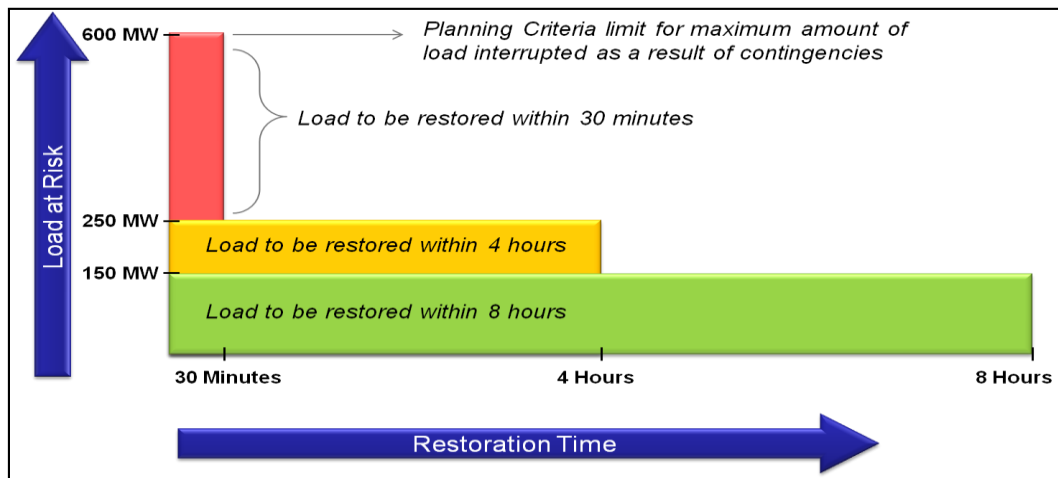 600 MW
Planning Criteria limit for maximum amount of
load interrupted as a result of contingencies
Load to be restored within 30 minutes
Load at Risk
250 MW
Load to be restored within 4 hours
150 MW
Load to be restored within 8 hours
30 Minutes
4 Hours
8 Hours
Restoration Time